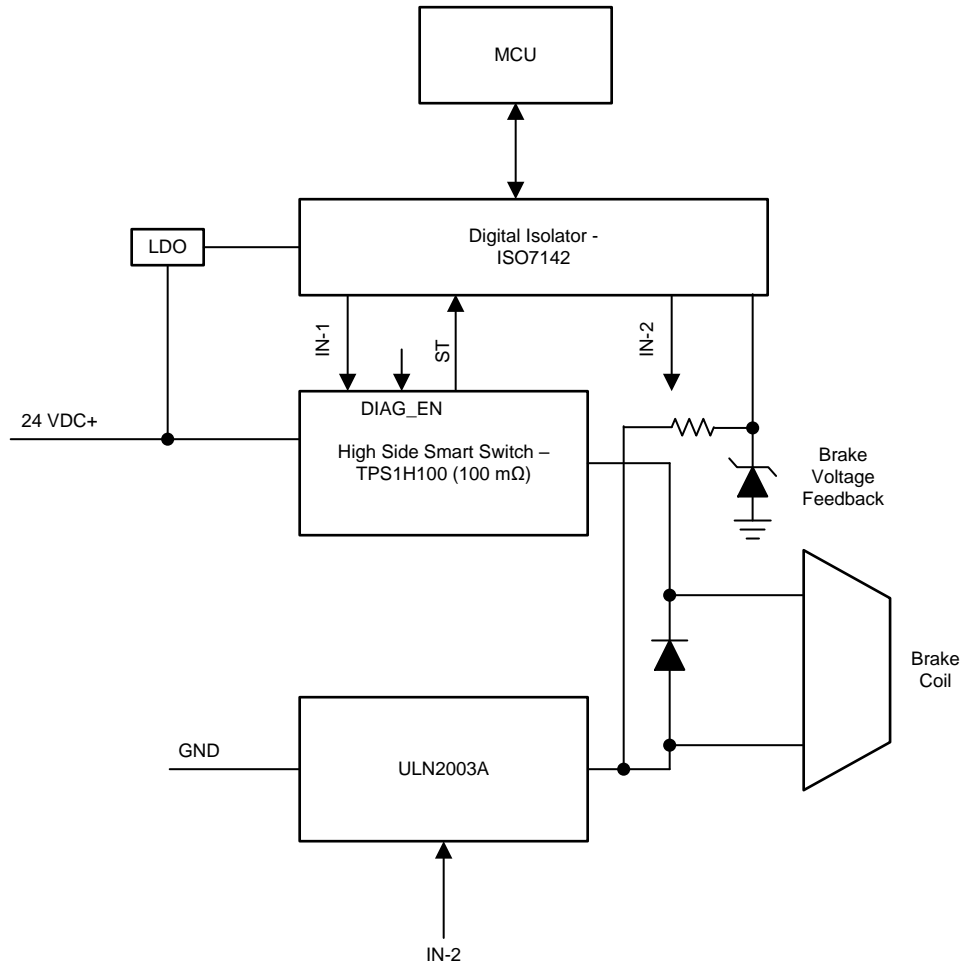 MCU
Digital Isolator -
ISO7142
LDO
IN-1
ST
IN-2
DIAG_EN
24 VDC+
High Side Smart Switch –
TPS1H100 (100 mΩ)
Brake
Voltage
Feedback
Brake
Coil
GND
ULN2003A
IN-2